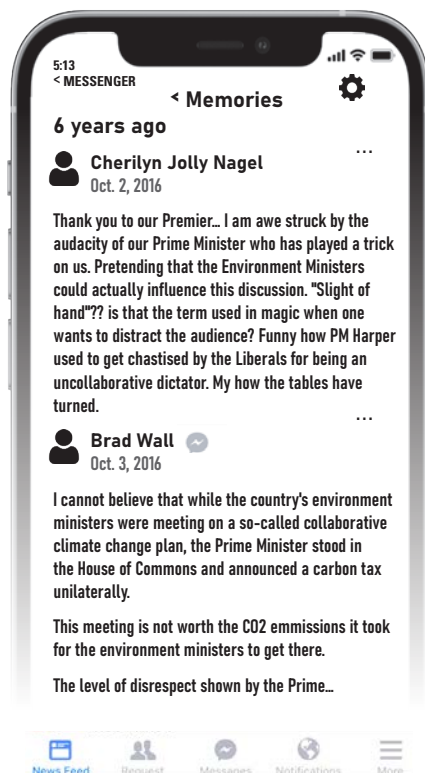 5:13
< MESSENGER
< Memories
6 years ago
...
Cherilyn Jolly Nagel
Oct. 2, 2016
Thank you to our Premier... I am awe struck by the
audacity of our Prime Minister who has played a trick
on us. Pretending that the Environment Ministers
could actually influence this discussion. "Slight of
hand"?? is that the term used in magic when one
wants to distract the audience? Funny how PM Harper
used to get chastised by the Liberals for being an
uncollaborative dictator. My how the tables have
turned.
...
Brad Wall
Oct. 3, 2016
I cannot believe that while the country's environment
ministers were meeting on a so-called collaborative
climate change plan, the Prime Minister stood in
the House of Commons and announced a carbon tax
unilaterally.
This meeting is not worth the CO2 emmissions it took
for the environment ministers to get there.
The level of disrespect shown by the Prime...
News Feed Request Messages Notifications More